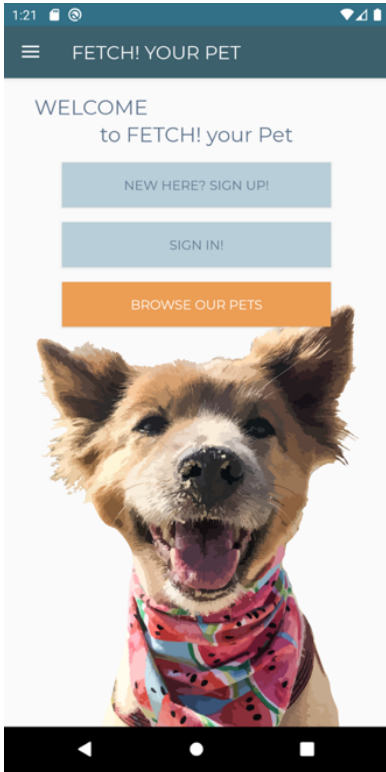 1:21
FETCH! YOUR PET
WELCOME
to FETCH! your Pet
NEW HERE? SIGN UP!
SIGN IN!
BROWSE OUR PETS